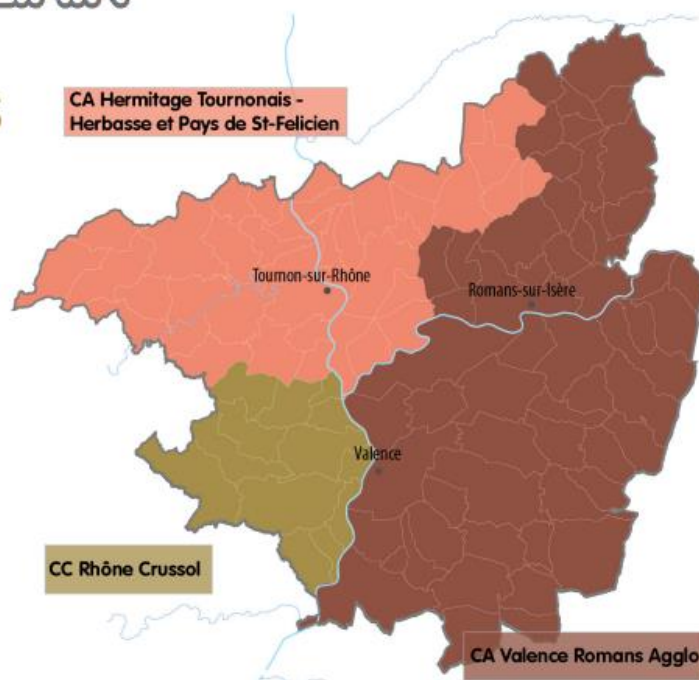 CA Hermitage Tournonais -
Herbasse et Pays de St-Felicien
Tournon-sur-Rhône
Romans-sur-Isère
Valence
CC Rhône Crussol
CA Valence Romans Agglo